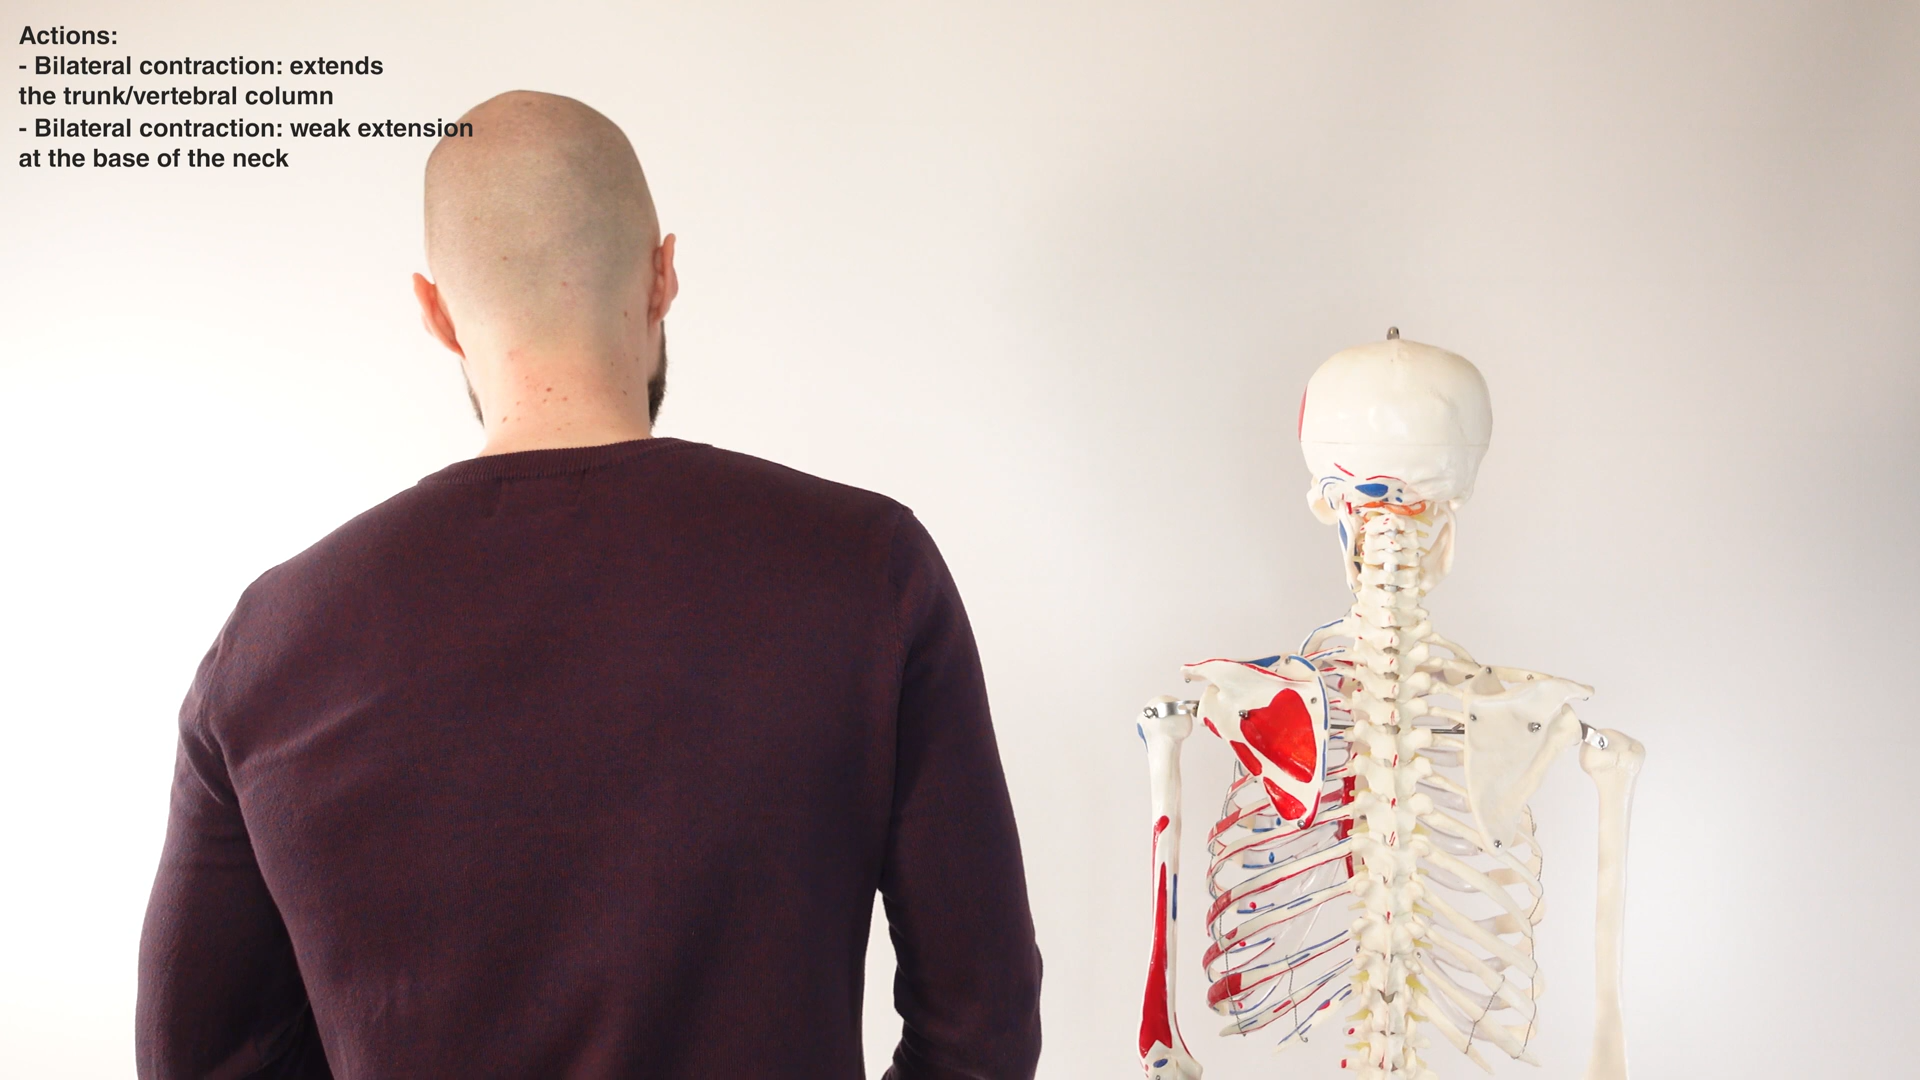 Actions:
- Bilateral contraction: extends
the trunk/vertebral column
- Bilateral contraction: weak extension
at the base of the neck